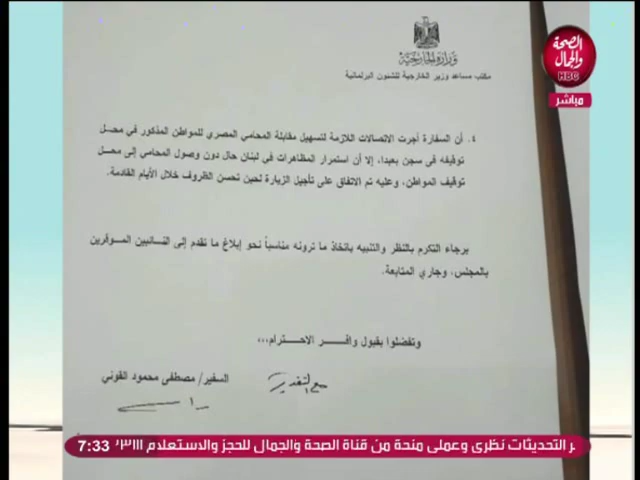 وزارة الخارجية
مكتب مساعد وزير الخارجية للشئون البرلمانية
الصحة
والجمال
HBC
مباشر
٤. أن السفارة أجرت الاتصالات اللازمة لتسهيل مقابلة المحامي المصري للمواطن المذكور في محل
توقيفه في سجن بعبدا، إلا أن استمرار المظاهرات في لبنان حال دون وصول المحامي إلى محل
توقيف المواطن، وعليه تم الاتفاق على تأجيل الزيارة لحين تحسن الظروف خلال الأيام القادمة.
برجاء التكرم بالنظر والتنبيه باتخاذ ما ترونه مناسباً نحو إبلاغ ما تقدم إلى النائبين الموقرين
بالمجلس، وجاري المتابعة.
وتفضلوا بقبول وافر الاحترام،،،
مع التقدير
السفير/ مصطفى محمود القوني
ر التحديثات نظرى وعملى منحة من قناة الصحة والجمال للحجز والاستعلام
7:33